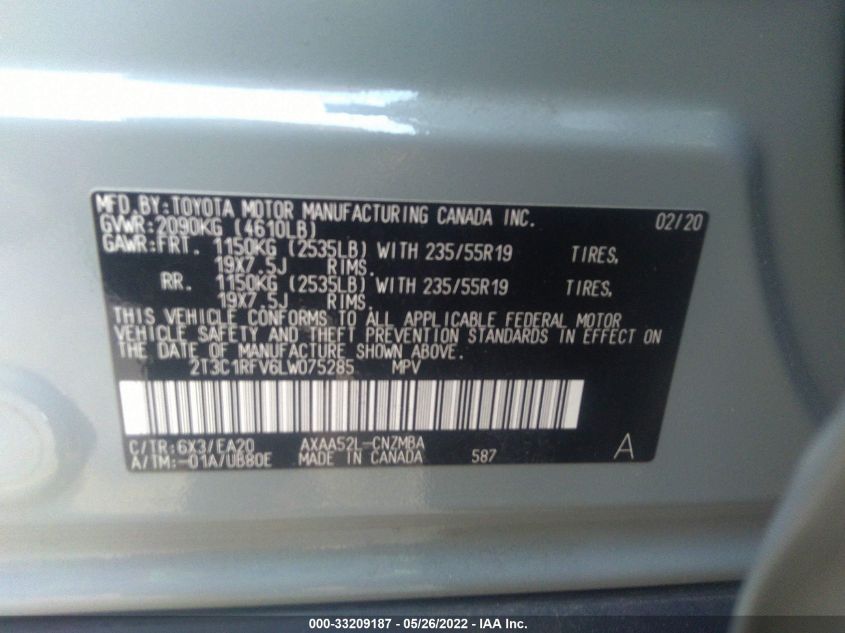 MFD. BY: TOYOTA MOTOR MANUFACTURING CANADA INC. 02/20
GVWR: 2090KG (4610LB)
GAWR: FRT. 1150KG (2535LB) WITH 235/55R19 TIRES,
19X7.5J RIMS.
RR. 1150KG (2535LB) WITH 235/55R19 TIRES,
19X7.5J RIMS.
THIS VEHICLE CONFORMS TO ALL APPLICABLE FEDERAL MOTOR
VEHICLE SAFETY AND THEFT PREVENTION STANDARDS IN EFFECT ON
THE DATE OF MANUFACTURE SHOWN ABOVE.
2T3C1RFV6LW075285 MPV
C/TR: 6X3/EA20 AXAA52L-CNZMBA
A/TM: -01A/UB80E MADE IN CANADA 587 A
000-33209187 - 05/26/2022 - IAA Inc.